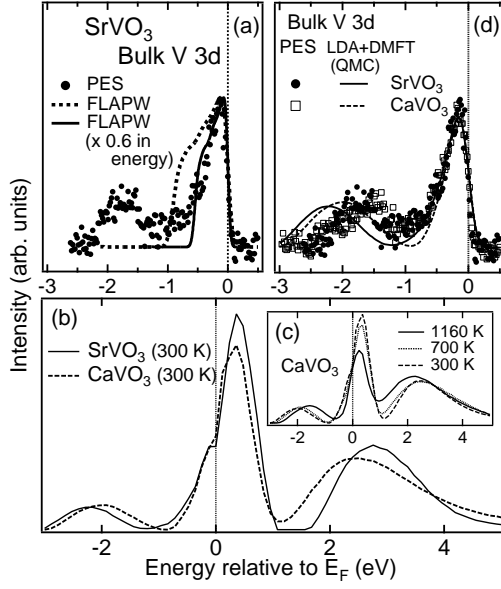 SrVO3
(a)
Bulk V 3d
PES
FLAPW
FLAPW
(x 0.6 in
energy)
-3 -2 -1 0
Bulk V 3d
(d)
PES LDA+DMFT
(QMC)
SrVO3
CaVO3
-3 -2 -1 0
Intensity (arb. units)
(b)
SrVO3 (300 K)
CaVO3 (300 K)
(c)
1160 K
700 K
300 K
CaVO3
-2 0 2 4
-2 0 2 4
Energy relative to EF (eV)